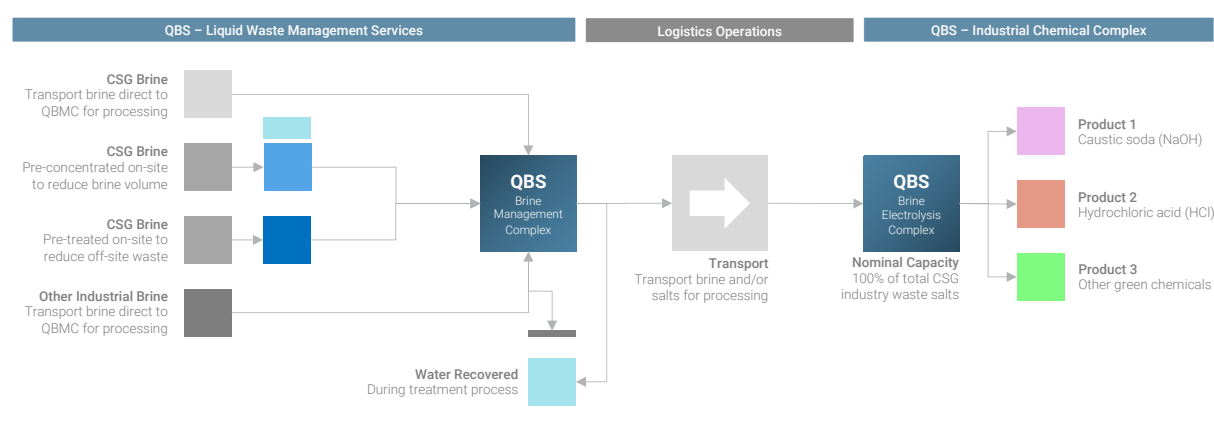 QBS – Liquid Waste Management Services
Logistics Operations
QBS – Industrial Chemical Complex
CSG Brine
Transport brine direct to
QBMC for processing
CSG Brine
Pre-concentrated on-site
to reduce brine volume
CSG Brine
Pre-treated on-site to
reduce off-site waste
Other Industrial Brine
Transport brine direct to
QBMC for processing
QBS
Brine
Management
Complex
Water Recovered
During treatment process
Transport
Transport brine and/or
salts for processing
QBS
Brine
Electrolysis
Complex
Nominal Capacity
100% of total CSG
industry waste salts
Product 1
Caustic soda (NaOH)
Product 2
Hydrochloric acid (HCl)
Product 3
Other green chemicals